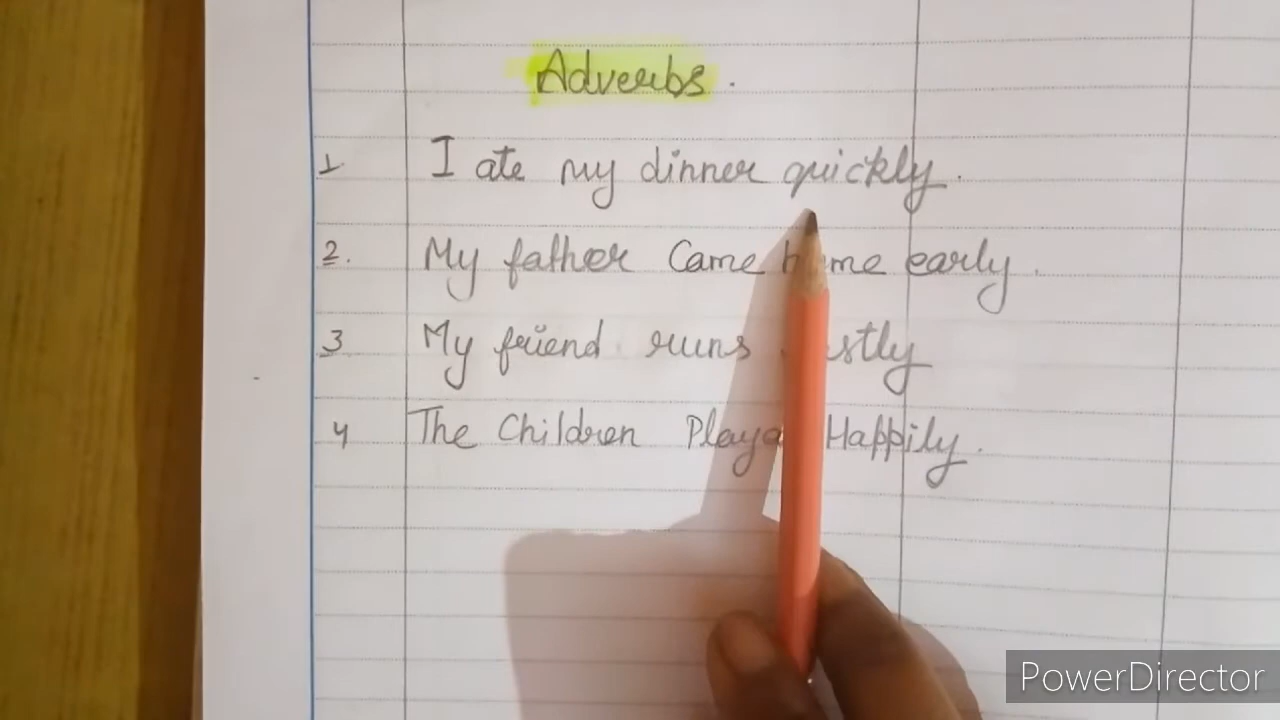 Adverbs.
1. I ate my dinner quickly.
2. My father Came home early.
3 My friend runs
4 The Children Happily.
PowerDirector